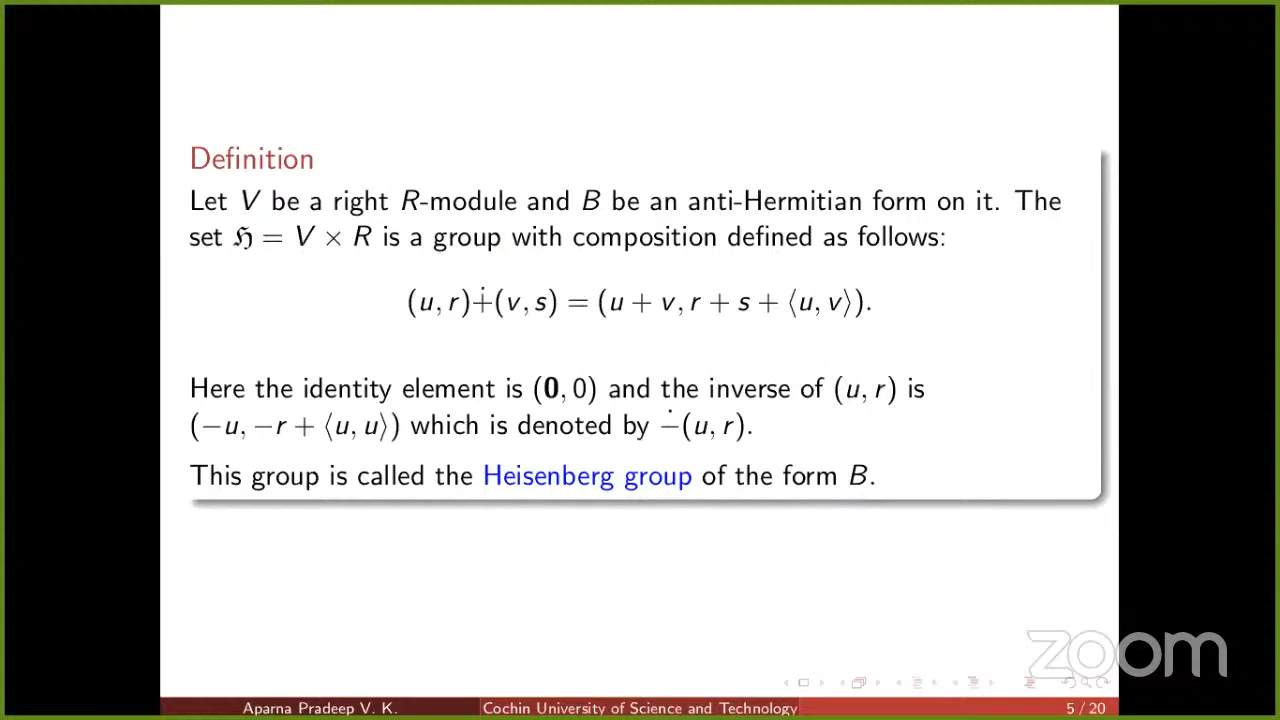 Definition
Let V be a right R-module and B be an anti-Hermitian form on it. The
set ℌ = V × R is a group with composition defined as follows:
(u, r)∔(v, s) = (u + v, r + s + ⟨u, v⟩).
Here the identity element is (𝟎, 0) and the inverse of (u, r) is
(−u, −r + ⟨u, u⟩) which is denoted by ∸(u, r).
This group is called the Heisenberg group of the form B.
zoom
Aparna Pradeep V. K. Cochin University of Science and Technology 5 / 20